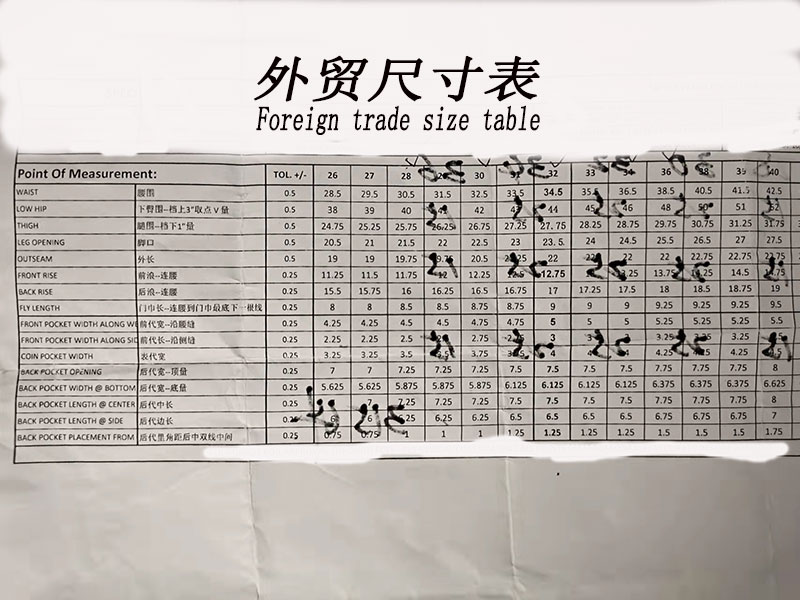 外贸尺寸表
Foreign trade size table
Point Of Measurement: TOL. +/- 26 27 28 30 32 36 38 39 40
WAIST 腰围 0.5 28.5 29.5 30.5 31.5 32.5 33.5 34.5 36.5 38.5 40.5 41.5 42.5
LOW HIP 下臀围--档上3"取点 V 量 0.5 38 39 40 42 44 46 48 51
THIGH 腿围--档下1"量 0.5 24.75 25.25 25.75 26.25 26.75 27.25 27.75 28.25 28.75 29.75 30.75 31.25 31.75
LEG OPENING 脚口 0.5 20.5 21 21.5 22 22.5 23 23.5 24 24.5 25.5 26.5 27 27.5
OUTSEAM 外长 0.5 19 19 19.75 20.5 22 22 22 22.75 22.75
FRONT RISE 前浪--连腰 0.25 11.25 11.5 11.75 12.25 12.75 14.5
BACK RISE 后浪--连腰 0.25 15.5 15.75 16 16.25 16.5 16.75 17 17.25 17.5 18 18.5 18.75 19
FLY LENGTH 门巾长--连腰到门巾最底下一根线 0.25 8 8 8.5 8.5 8.75 8.75 9 9 9 9.25 9.25 9.25 9.5
FRONT POCKET WIDTH ALONG 前代宽--沿腰缝 0.25 4.25 4.25 4.5 4.5 4.75 4.75 5 5 5 5.25 5.25 5.25 5.5
FRONT POCKET WIDTH ALONG 前代长--沿侧缝 0.25 2.25 2.25 2.5 2.75 3 3
COIN POCKET WIDTH 表代宽 0.25 3.25 3.25 3.5 3.75 4 4.25 4.25
BACK POCKET OPENING 后代宽--顶量 0.25 7 7 7.25 7.25 7.25 7.5 7.5 7.5 7.5 7.75 7.75 7.75 8
BACK POCKET WIDTH @ BOTTOM 后代宽--底量 0.25 5.625 5.625 5.875 5.875 5.875 6.125 6.125 6.125 6.125 6.375 6.375 6.375 6.625
BACK POCKET LENGTH @ CENTER 后代中长 0.25 7 7.25 7.25 7.25 7.5 7.5 7.5 7.5 7.75 7.75 7.75 8
BACK POCKET LENGTH @ SIDE 后代边长 0.25 6 6.25 6.25 6.25 6.5 6.5 6.5 6.5 6.75 6.75 6.75 7
BACK POCKET PLACEMENT FROM 后代里角距后中双线中间 0.25 0.75 0.75 1 1 1 1.25 1.25 1.25 1.25 1.5 1.5 1.5 1.75